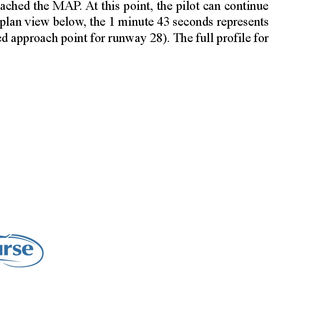 ached the MAP. At this point, the pilot can continue
plan view below, the 1 minute 43 seconds represents
ed approach point for runway 28). The full profile for
urse